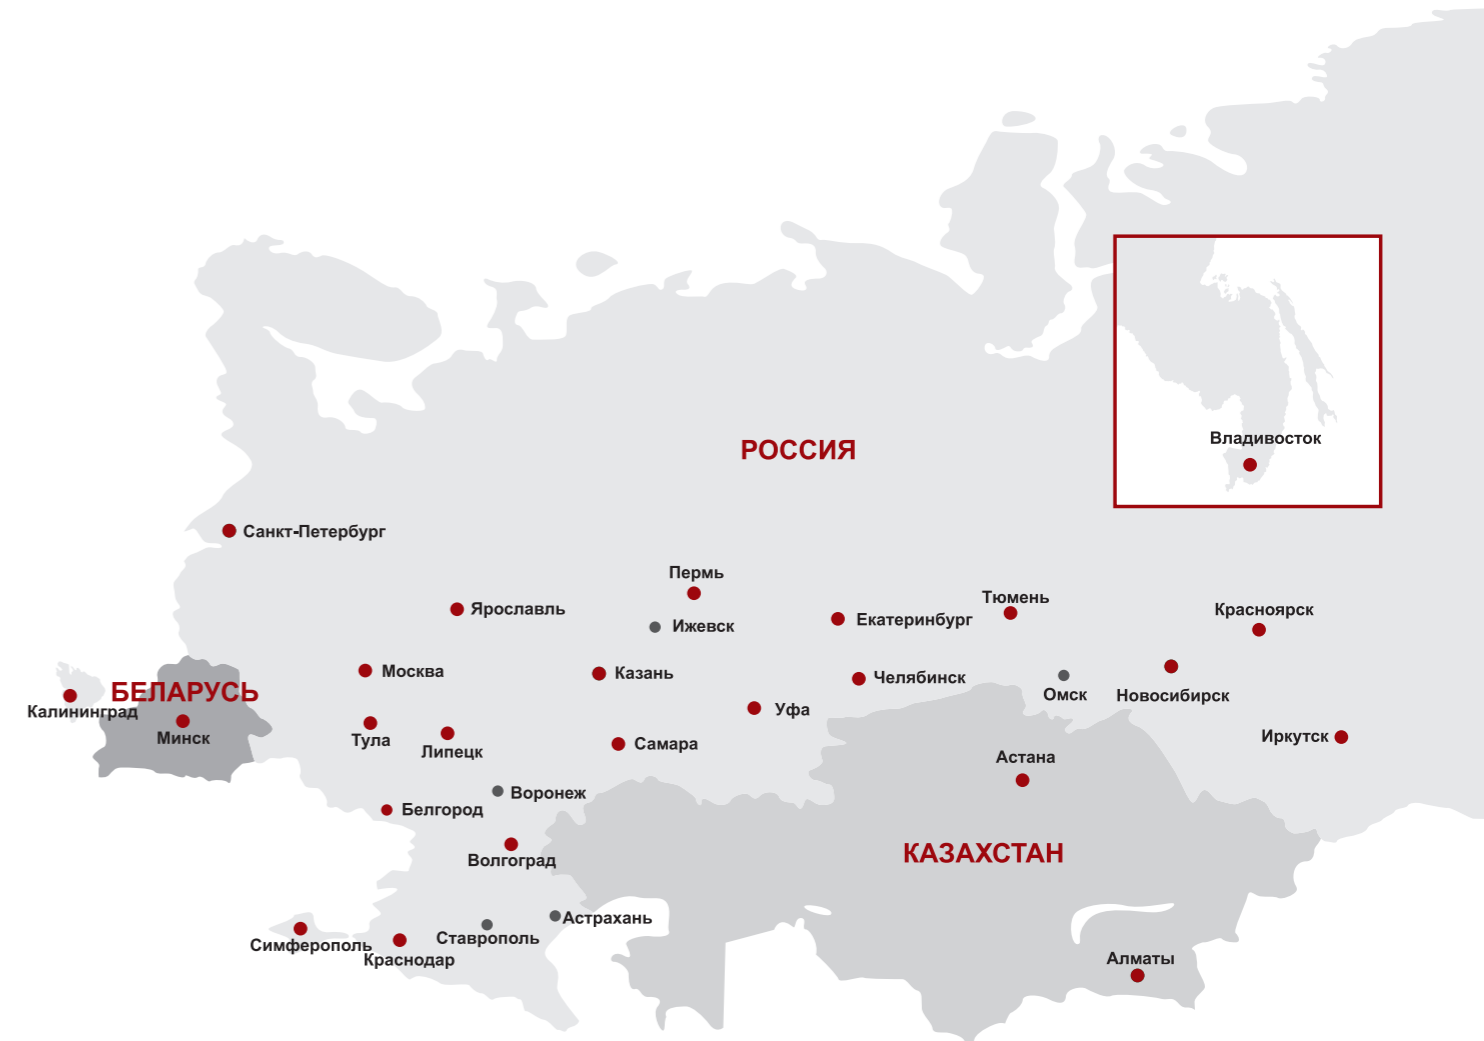 Владивосток
РОССИЯ
Санкт-Петербург
Пермь
Тюмень
Ярославль
Красноярск
Екатеринбург
Ижевск
Москва
Казань
Челябинск
БЕЛАРУСЬ
Омск
Новосибирск
Калининград
Уфа
Минск
Тула
Липецк
Самара
Иркутск
Астана
Воронеж
Белгород
КАЗАХСТАН
Волгоград
Астрахань
Ставрополь
Симферополь
Краснодар
Алматы